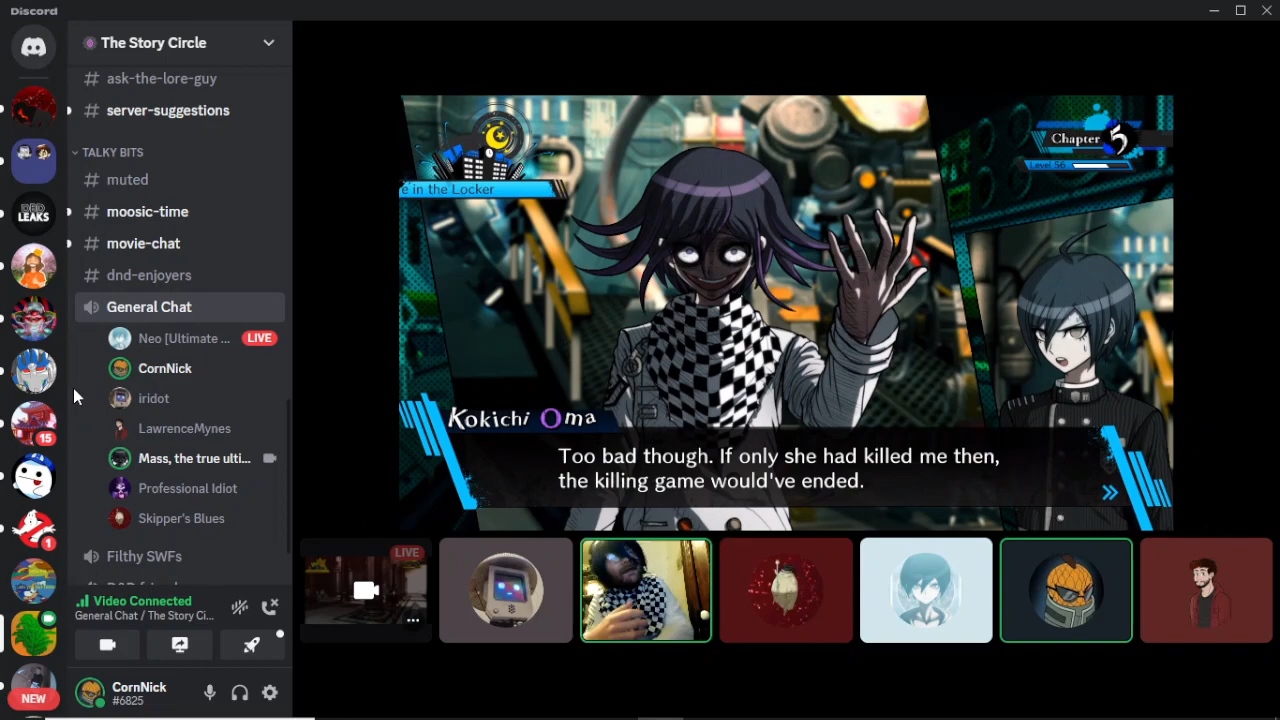 Discord
The Story Circle
# ask-the-lore-guy
# server-suggestions
TALKY BITS
# muted
# moosic-time
# movie-chat
# dnd-enjoyers
General Chat
Neo [Ultimate ... LIVE
CornNick
iridot
LawrenceMynes
Mass, the true ulti...
Professional Idiot
Skipper's Blues
Filthy SWFs
Video Connected
General Chat / The Story Ci...
CornNick
#6825
LEAKS
15
1
NEW
e in the Locker
Chapter 5
Level 56
Kokichi Oma
Too bad though. If only she had killed me then,
the killing game would've ended.
LIVE